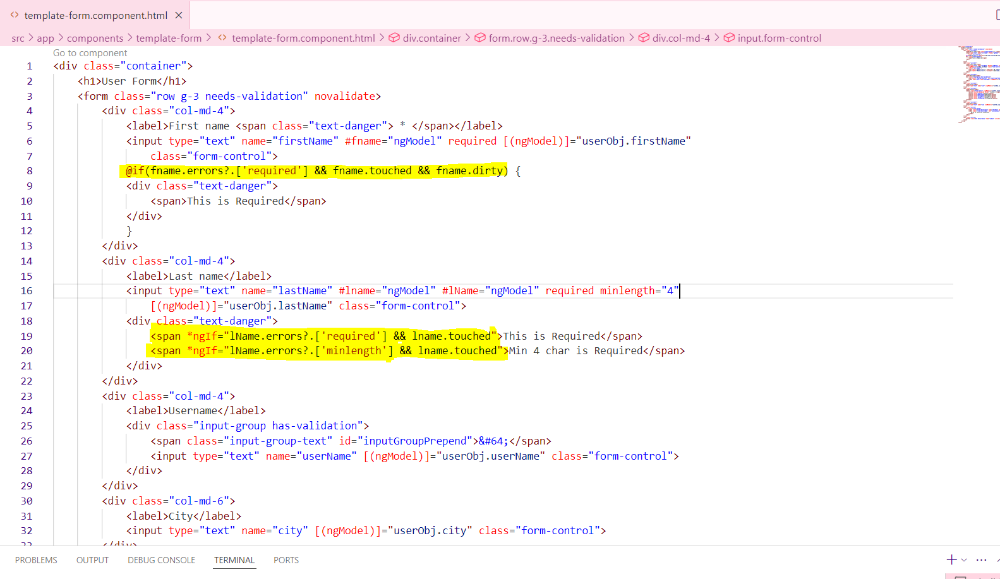 template-form.component.html
src > app > components > template-form > template-form.component.html > div.container > form.row.g-3.needs-validation > div.col-md-4 > input.form-control
Go to component
1 <div class="container">
2 <h1>User Form</h1>
3 <form class="row g-3 needs-validation" novalidate>
4 <div class="col-md-4">
5 <label>First name <span class="text-danger"> * </span></label>
6 <input type="text" name="firstName" #fname="ngModel" required [(ngModel)]="userObj.firstName"
7 class="form-control">
8 @if(fname.errors?.['required'] && fname.touched && fname.dirty) {
9 <div class="text-danger">
10 <span>This is Required</span>
11 </div>
12 }
13 </div>
14 <div class="col-md-4">
15 <label>Last name</label>
16 <input type="text" name="lastName" #lname="ngModel" #lName="ngModel" required minlength="4"
17 [(ngModel)]="userObj.lastName" class="form-control">
18 <div class="text-danger">
19 <span *ngIf="lName.errors?.['required'] && lname.touched">This is Required</span>
20 <span *ngIf="lName.errors?.['minlength'] && lname.touched">Min 4 char is Required</span>
21 </div>
22 </div>
23 <div class="col-md-4">
24 <label>Username</label>
25 <div class="input-group has-validation">
26 <span class="input-group-text" id="inputGroupPrepend">&#64;</span>
27 <input type="text" name="userName" [(ngModel)]="userObj.userName" class="form-control">
28 </div>
29 </div>
30 <div class="col-md-6">
31 <label>City</label>
32 <input type="text" name="city" [(ngModel)]="userObj.city" class="form-control">
33 </div>
PROBLEMS OUTPUT DEBUG CONSOLE TERMINAL PORTS